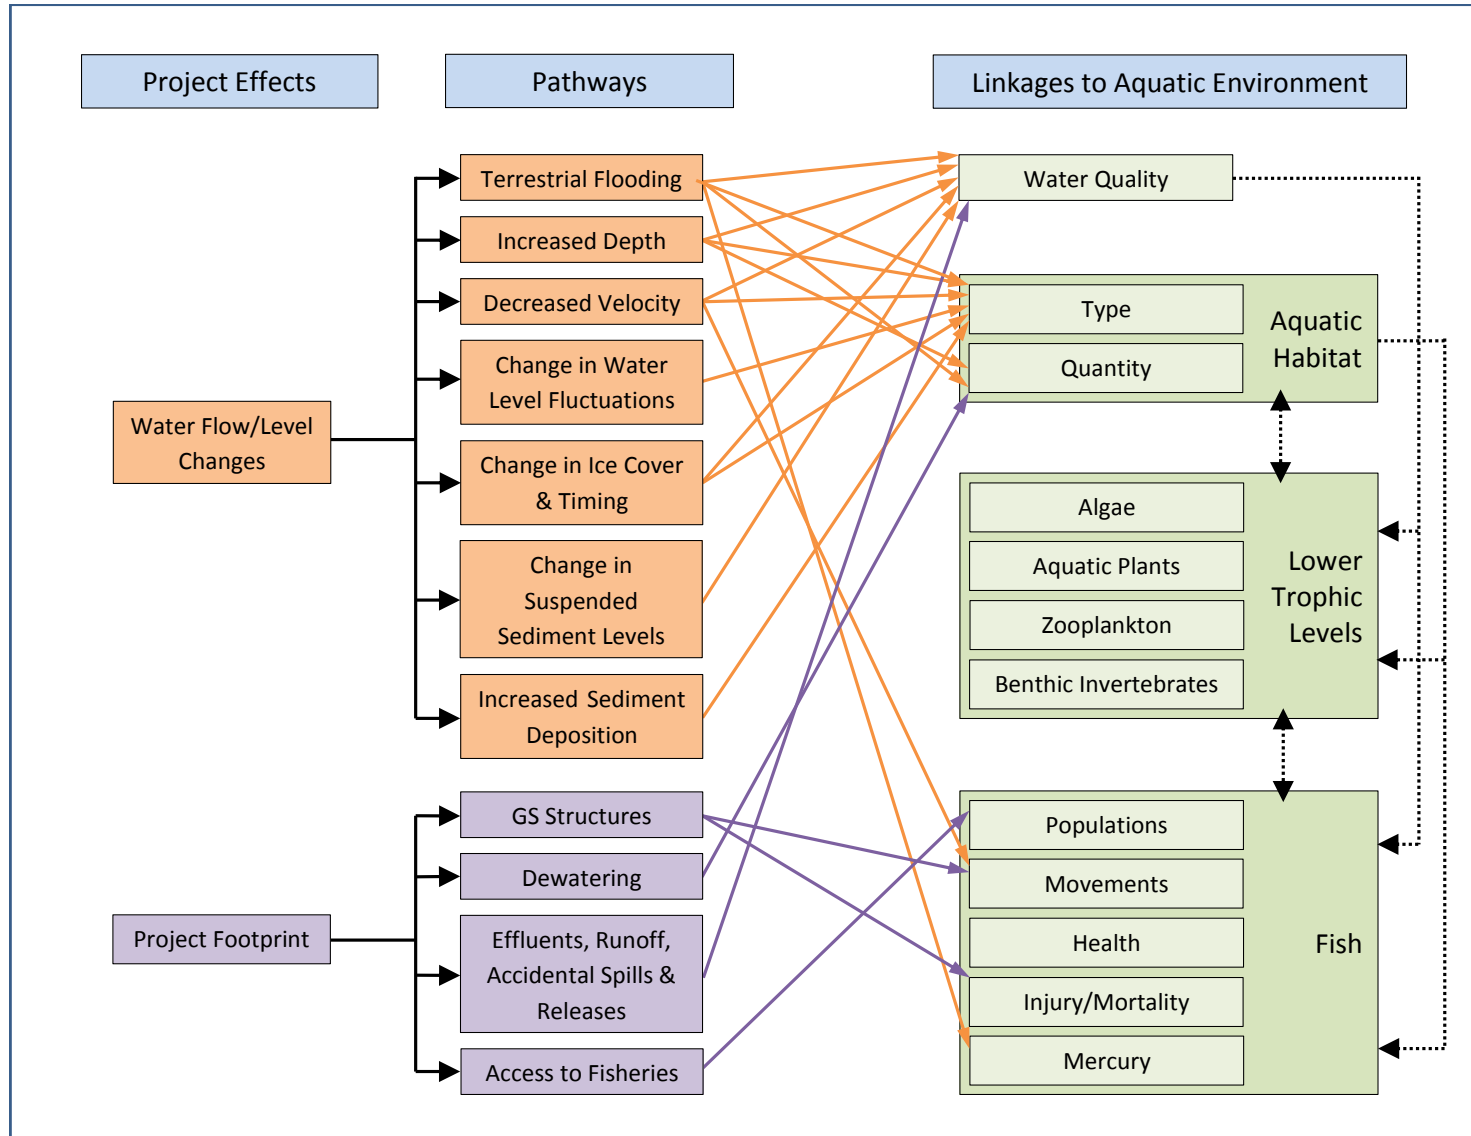 Project Effects
Pathways
Linkages to Aquatic Environment
Water Flow/Level
Changes
Project Footprint
Terrestrial Flooding
Increased Depth
Decreased Velocity
Change in Water
Level Fluctuations
Change in Ice Cover
& Timing
Change in
Suspended
Sediment Levels
Increased Sediment
Deposition
GS Structures
Dewatering
Effluents, Runoff,
Accidental Spills &
Releases
Access to Fisheries
Water Quality
Type
Quantity
Aquatic
Habitat
Algae
Aquatic Plants
Zooplankton
Benthic Invertebrates
Lower
Trophic
Levels
Populations
Movements
Health
Injury/Mortality
Mercury
Fish